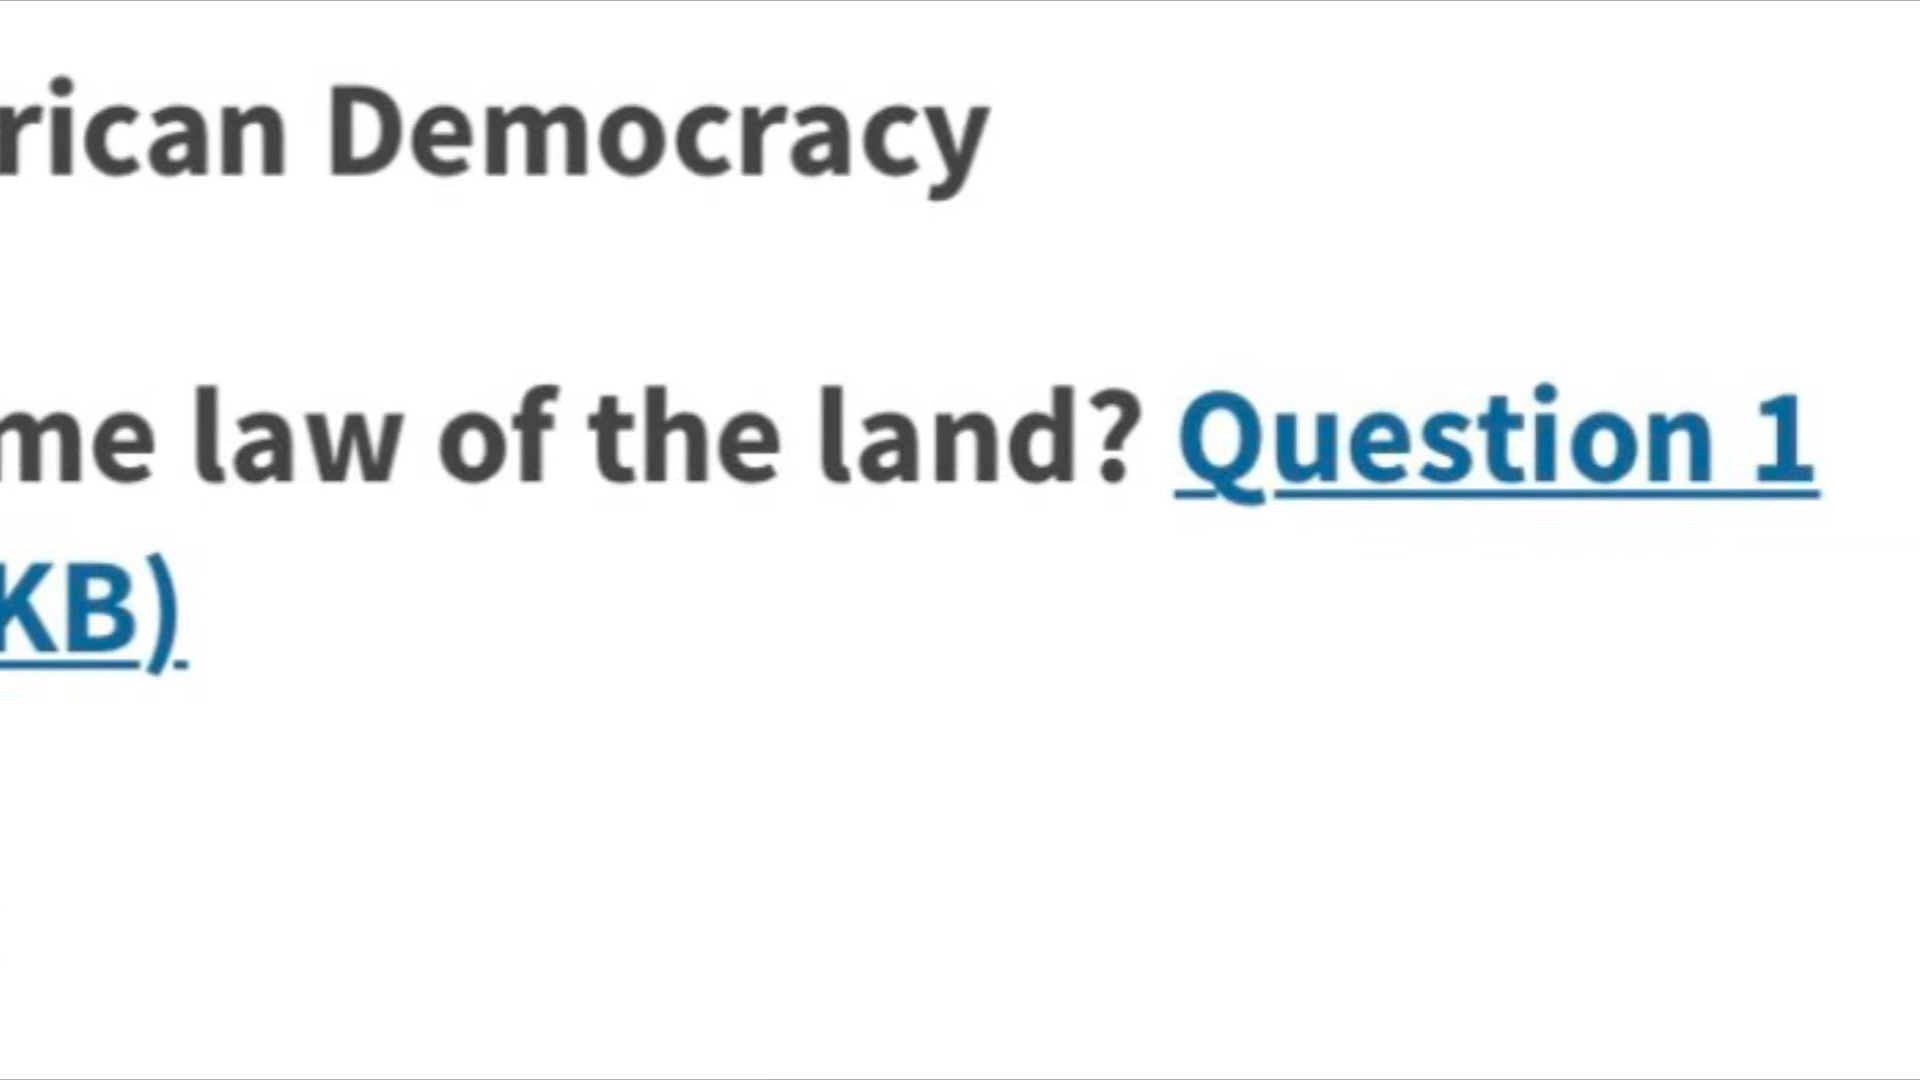 rican Democracy
me law of the land? Question 1
KB)